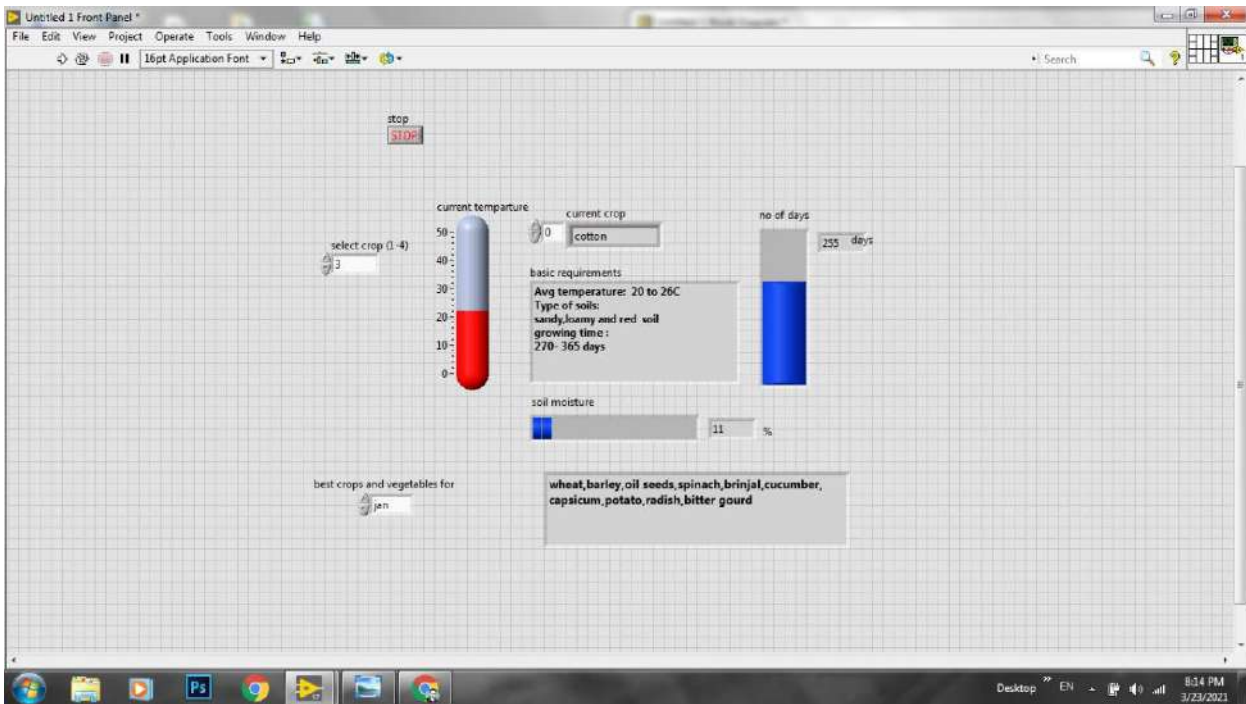 Untitled 1 Front Panel *
File Edit View Project Operate Tools Window Help
16pt Application Font
Search
stop
STOP
current temparture
current crop
no of days
0
cotton
255 days
select crop (1-4)
3
50
40
30
20
10
0
basic requirements
Avg temperature: 20 to 26C
Type of soils:
sandy,loamy and red soil
growing time :
270- 365 days
soil moisture
11 %
best crops and vegetables for
jan
wheat,barley,oil seeds,spinach,brinjal,cucumber,
capsicum,potato,radish,bitter gourd
Ps
Desktop
EN
8:14 PM
3/23/2021